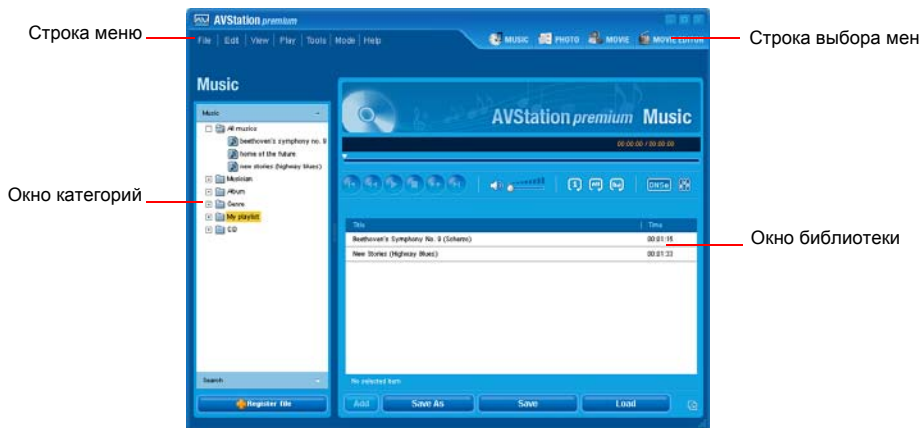 AVStation premium
Строка меню
File Edit View Play Tools Mode Help
MUSIC PHOTO MOVIE MOVIE EDITOR
Строка выбора мен
Music
AVStation premium Music
Music
All musics
beethoven's symphony no. 9
home of the future
new stories (highway blues)
00:00:00 / 00:00:00
Окно категорий
Musician
Album
Genre
My playlist
CD
DNSe
Title Time
Beethoven's Symphony No. 9 (Scherzo) 00:01:15
New Stories (Highway Blues) 00:01:33
Окно библиотеки
Search
No selected item
Register file
Add Save As Save Load